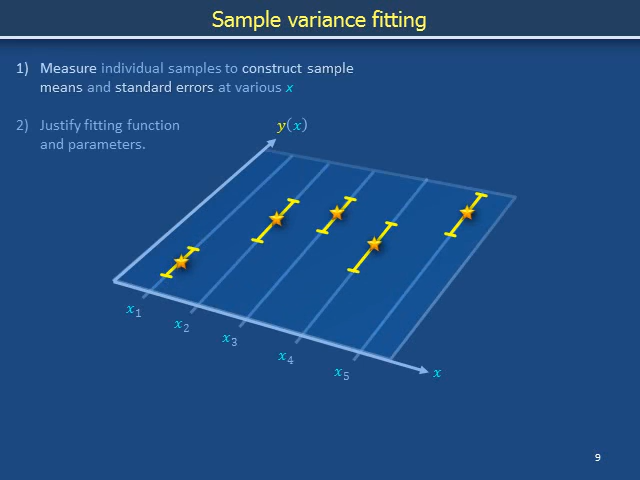 Sample variance fitting
1) Measure individual samples to construct sample
means and standard errors at various x
2) Justify fitting function
and parameters.
y(x)
x₁
x₂
x₃
x₄
x₅
x
9